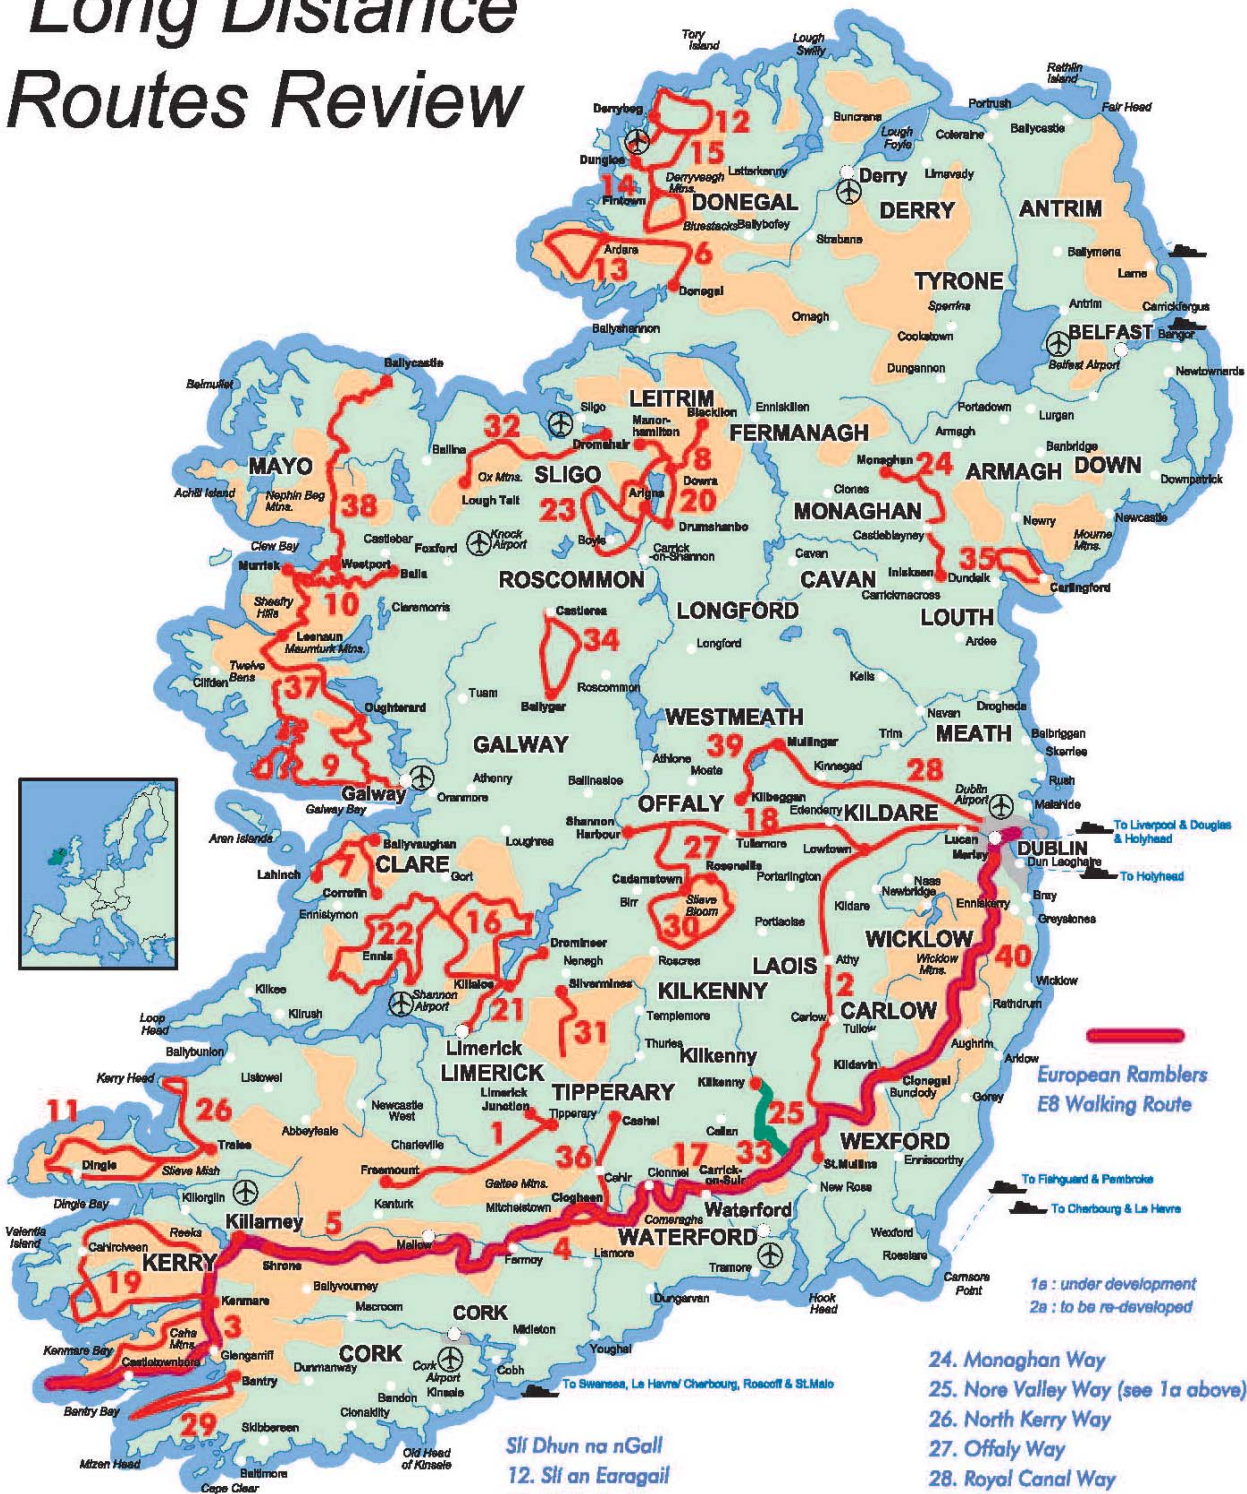 Long Distance
Routes Review
Tory
Island
Lough
Swilly
Rathlin
Island
Fair Head
Portrush
Derrybeg
12
Buncrana
Lough
Foyle
Coleraine
Ballycastle
15
Dungloe
Letterkenny
Derry
Limavady
14
Derryveagh
Mtns.
Fintown
DONEGAL
DERRY
ANTRIM
Bluestacks
Ballybofey
Strabane
Ardara
13
6
Ballymena
Larne
TYRONE
Donegal
Sperrins
Omagh
Antrim
Carrickfergus
Ballyshannon
Cookstown
BELFAST
Bangor
Belfast Airport
Dungannon
Newtownards
Ballycastle
Belmullet
LEITRIM
Sligo
Manor-
hamilton
Blacklion
Enniskillen
Portadown
Lurgan
32
Dromahair
FERMANAGH
Armagh
Banbridge
Ballina
MAYO
Ox Mtns.
SLIGO
8
Monaghan
24
ARMAGH
DOWN
Achill Island
Nephin Beg
Mtns.
Lough Talt
Dowra
Clones
Downpatrick
38
23
Arigna
20
MONAGHAN
Newry
Newcastle
Drumshanbo
Castleblayney
Mourne
Mtns.
Clew Bay
Castlebar
Foxford
Knock
Airport
Boyle
Carrick
-on-Shannon
Cavan
35
Murrisk
Westport
Balla
ROSCOMMON
CAVAN
Iniskeen
Dundalk
Carlingford
Carrickmacross
10
Sheeffry
Hills
Claremorris
Castlerea
LONGFORD
LOUTH
Leenaun
Maumturk Mtns.
34
Longford
Ardee
Twelve
Bens
Clifden
37
Roscommon
Kells
Tuam
Oughterard
Ballygar
Drogheda
Navan
WESTMEATH
GALWAY
39
Mullingar
Trim
MEATH
Balbriggan
Skerries
9
Athlone
Moate
Kinnegad
28
Rush
Athenry
Ballinasloe
Galway
Oranmore
Kilbeggan
Edenderry
Dublin
Airport
Malahide
Galway Bay
OFFALY
KILDARE
Aran Islands
Shannon
Harbour
18
Tullamore
Lowtown
Lucan
Marlay
DUBLIN
To Liverpool & Douglas
& Holyhead
Ballyvaughan
Loughrea
27
Dun Laoghaire
Lahinch
7
CLARE
Gort
Rosenallis
Portarlington
To Holyhead
Corrofin
Cadamstown
Naas
Newbridge
Bray
Ennistymon
Birr
Slieve
Bloom
Kildare
Enniskerry
Greystones
22
16
30
Portlaoise
WICKLOW
Ennis
Dromineer
Nenagh
Roscrea
LAOIS
Athy
Wicklow
Mtns.
40
Killaloe
Silvermines
KILKENNY
2
Wicklow
Kilkee
Shannon
Airport
21
CARLOW
Rathdrum
Loop
Head
Kilrush
31
Templemore
Carlow
Tullow
Limerick
Aughrim
Ballybunion
LIMERICK
Thurles
Kilkenny
Kildavin
Arklow
Kerry Head
Listowel
Limerick
Junction
TIPPERARY
Kilkenny
Clonegal
Bunclody
European Ramblers
E8 Walking Route
11
26
Newcastle
West
Tipperary
Cashel
25
Gorey
Abbeyfeale
Charleville
1
Callan
WEXFORD
Tralee
Dingle
Slieve Mish
Freemount
36
17
33
St.Mullins
Enniscorthy
Cahir
Clonmel
Carrick-
on-Suir
Dingle Bay
Killorglin
Kanturk
Galtee Mtns.
Clogheen
New Ross
To Fishguard & Pembroke
Mitchelstown
Valentia
Island
Reeks
Killarney
5
Comeraghs
Waterford
To Cherbourg & Le Havre
Cahirciveen
Mallow
4
WATERFORD
Wexford
KERRY
Shrone
Fermoy
Lismore
Tramore
Rosslare
19
Ballyvourney
Carnsore
Point
Kenmare
Macroom
CORK
Dungarvan
Hook
Head
1a : under development
2a : to be re-developed
Caha
Mtns.
3
Kenmare Bay
Midleton
Youghal
Castletownbere
Glengarriff
CORK
Dunmanway
Cork
Airport
Cobh
24. Monaghan Way
Bantry
Bandon
Kinsale
To Swansea, Le Havre/ Cherbourg, Roscoff & St.Malo
25. Nore Valley Way (see 1a above)
Bantry Bay
29
Clonakilty
26. North Kerry Way
Skibbereen
Mizen Head
Old Head
of Kinsale
Slí Dhun na nGall
27. Offaly Way
Baltimore
12. Slí an Earagail
28. Royal Canal Way
Cape Clear